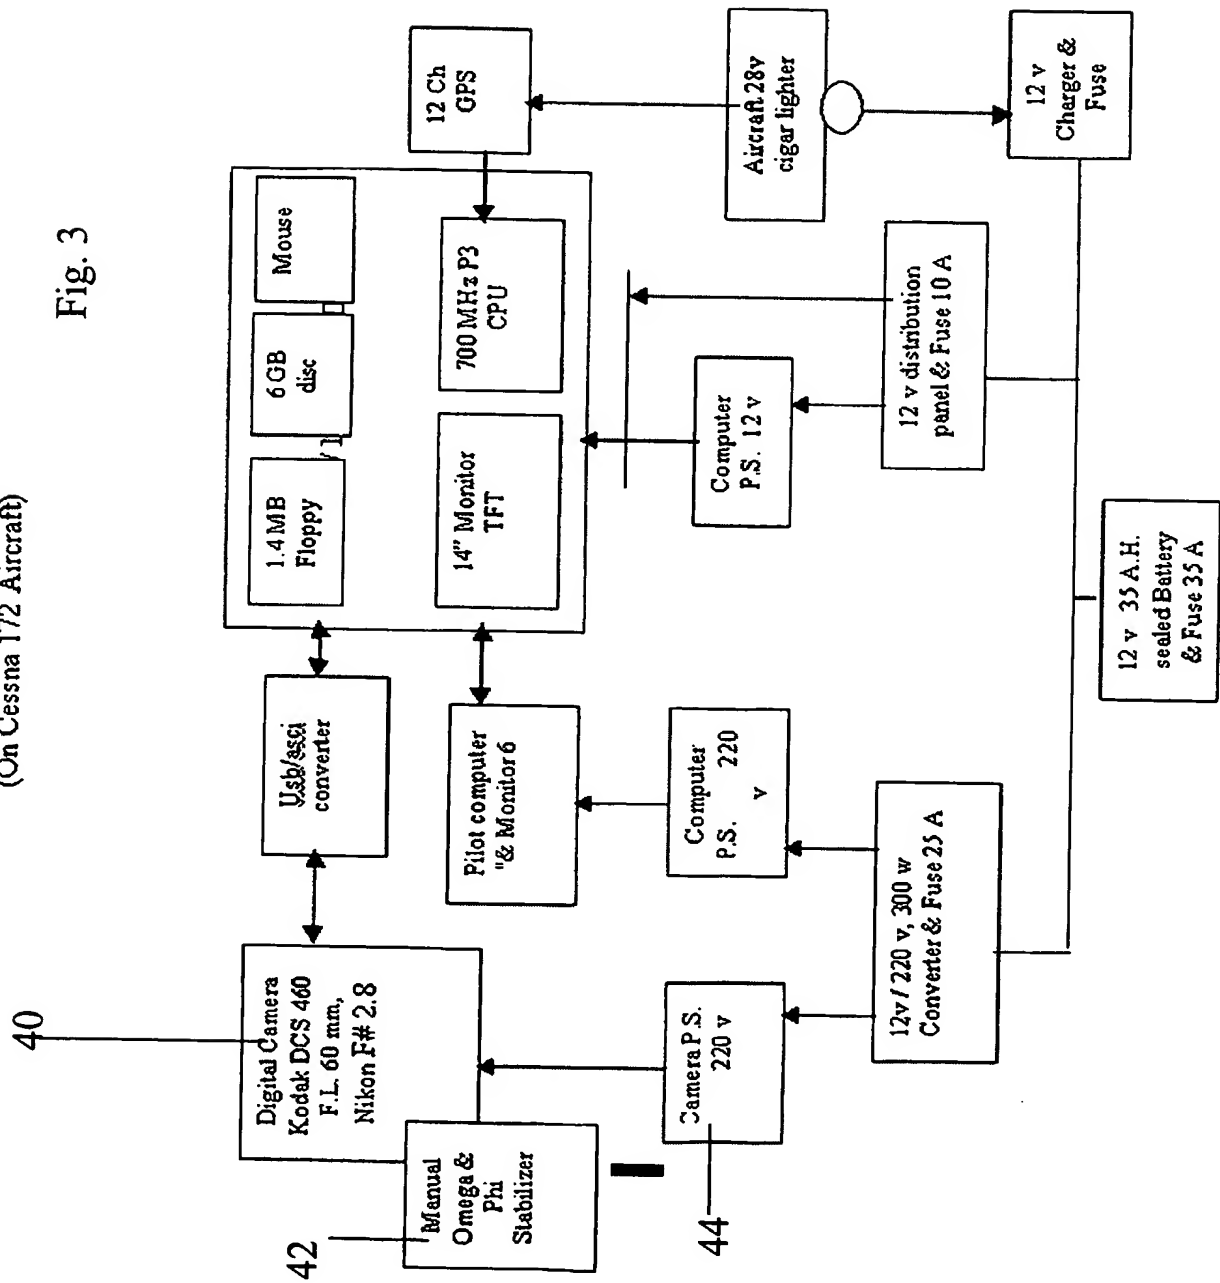 (On Cessna 172 Aircraft)
Fig. 3
40
Digital Camera
Kodak DCS 460
F.L. 60 mm,
Nikon F# 2.8
42
Manual
Omega &
Phi
Stabilizer
Usb/asci
converter
1.4 MB
Floppy
6 GB
disc
Mouse
14" Monitor
TFT
700 MHz P3
CPU
12 Ch
GPS
Pilot computer
"& Monitor 6
44
Camera P.S.
220 v
Computer
P.S. 220
v
Computer
P.S. 12 v
Aircraft 28v
cigar lighter
12v / 220 v, 300 w
Converter & Fuse 25 A
12 v distribution
panel & Fuse 10 A
12 v
Charger &
Fuse
12 v 35 A.H.
sealed Battery
& Fuse 35 A